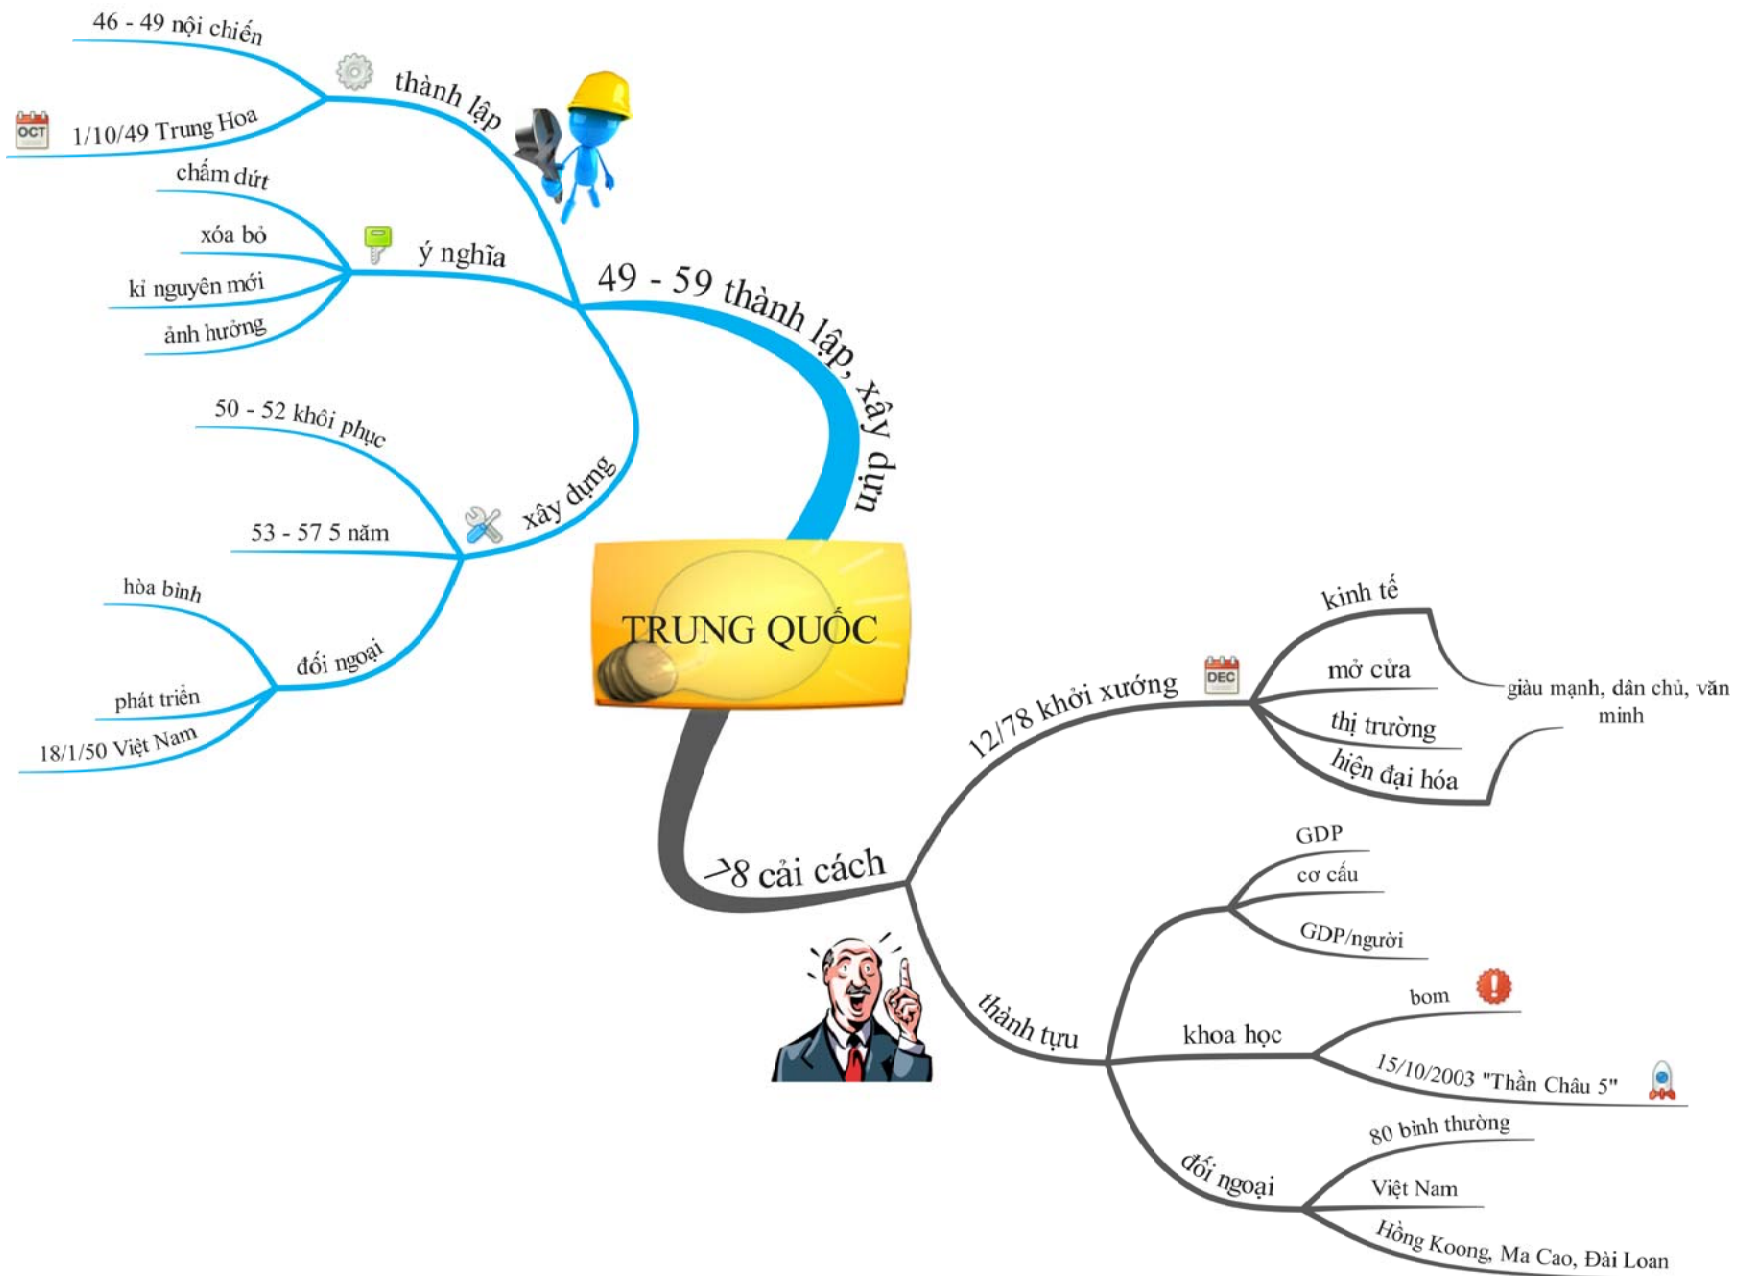 TRUNG QUỐC
49 - 59 thành lập, xây dựn
thành lập
46 - 49 nội chiến
OCT
1/10/49 Trung Hoa
ý nghĩa
chấm dứt
xóa bỏ
kỉ nguyên mới
ảnh hưởng
xây dựng
50 - 52 khôi phục
53 - 57 5 năm
đối ngoại
hòa bình
phát triển
18/1/50 Việt Nam
78 cải cách
12/78 khởi xướng
DEC
kinh tế
mở cửa
thị trường
hiện đại hóa
giàu mạnh, dân chủ, văn
minh
thành tựu
GDP
cơ cấu
GDP/người
khoa học
bom
15/10/2003 "Thần Châu 5"
đối ngoại
80 bình thường
Việt Nam
Hồng Koong, Ma Cao, Đài Loan